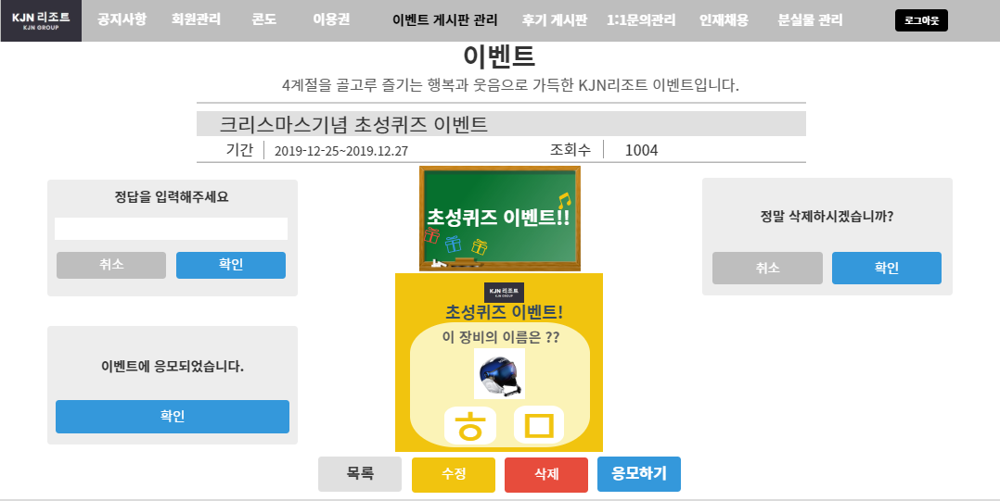 KJN 리조트
KJN GROUP
공지사항 회원관리 콘도 이용권 이벤트 게시판 관리 후기 게시판 1:1문의관리 인재채용 분실물 관리 로그아웃
이벤트
4계절을 골고루 즐기는 행복과 웃음으로 가득한 KJN리조트 이벤트입니다.
크리스마스기념 초성퀴즈 이벤트
기간 2019-12-25~2019.12.27 조회수 1004
정답을 입력해주세요
취소 확인
이벤트에 응모되었습니다.
확인
초성퀴즈 이벤트!!
KJN 리조트
KJN GROUP
초성퀴즈 이벤트!
이 장비의 이름은 ??
ㅎ ㅁ
정말 삭제하시겠습니까?
취소 확인
목록 수정 삭제 응모하기